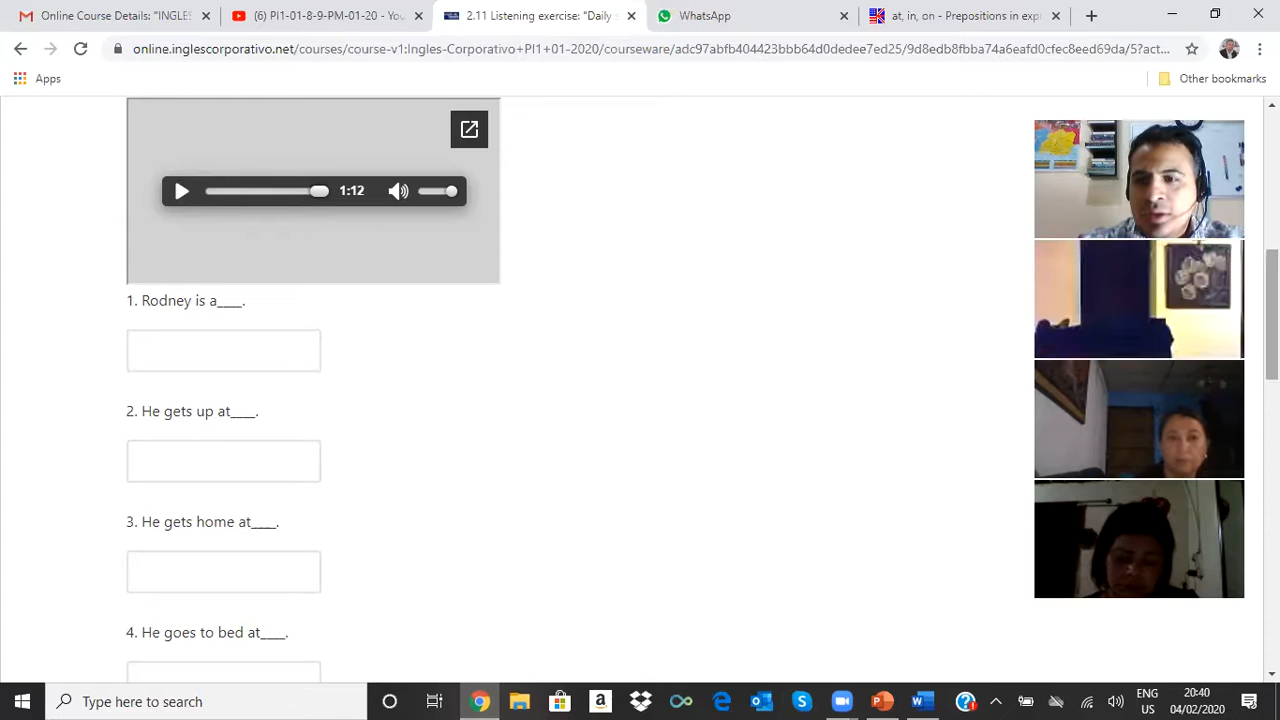 Online Course Details: "INGLES
(6) PI1-01-8-9-PM-01-20 - Yo
2.11 Listening exercise: "Daily s
WhatsApp
at, in, on - Prepositions in exp
online.inglescorporativo.net/courses/course-v1:Ingles-Corporativo+PI1+01-2020/courseware/adc97abfb404423bbb64d0dedee7ed25/9d8edb8fbba74a6eafd0cfec8eed69da/5?act...
Apps
Other bookmarks
1:12
1. Rodney is a____.
2. He gets up at____.
3. He gets home at____.
4. He goes to bed at____.
Type here to search
ENG
US
20:40
04/02/2020